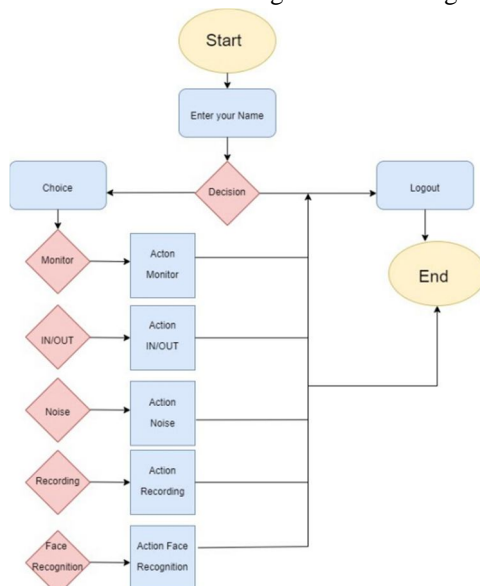 Start
Enter your Name
Decision
Choice
Logout
Monitor
Acton
Monitor
End
IN/OUT
Action
IN/OUT
Noise
Action
Noise
Recording
Action
Recording
Face
Recognition
Action Face
Recognition